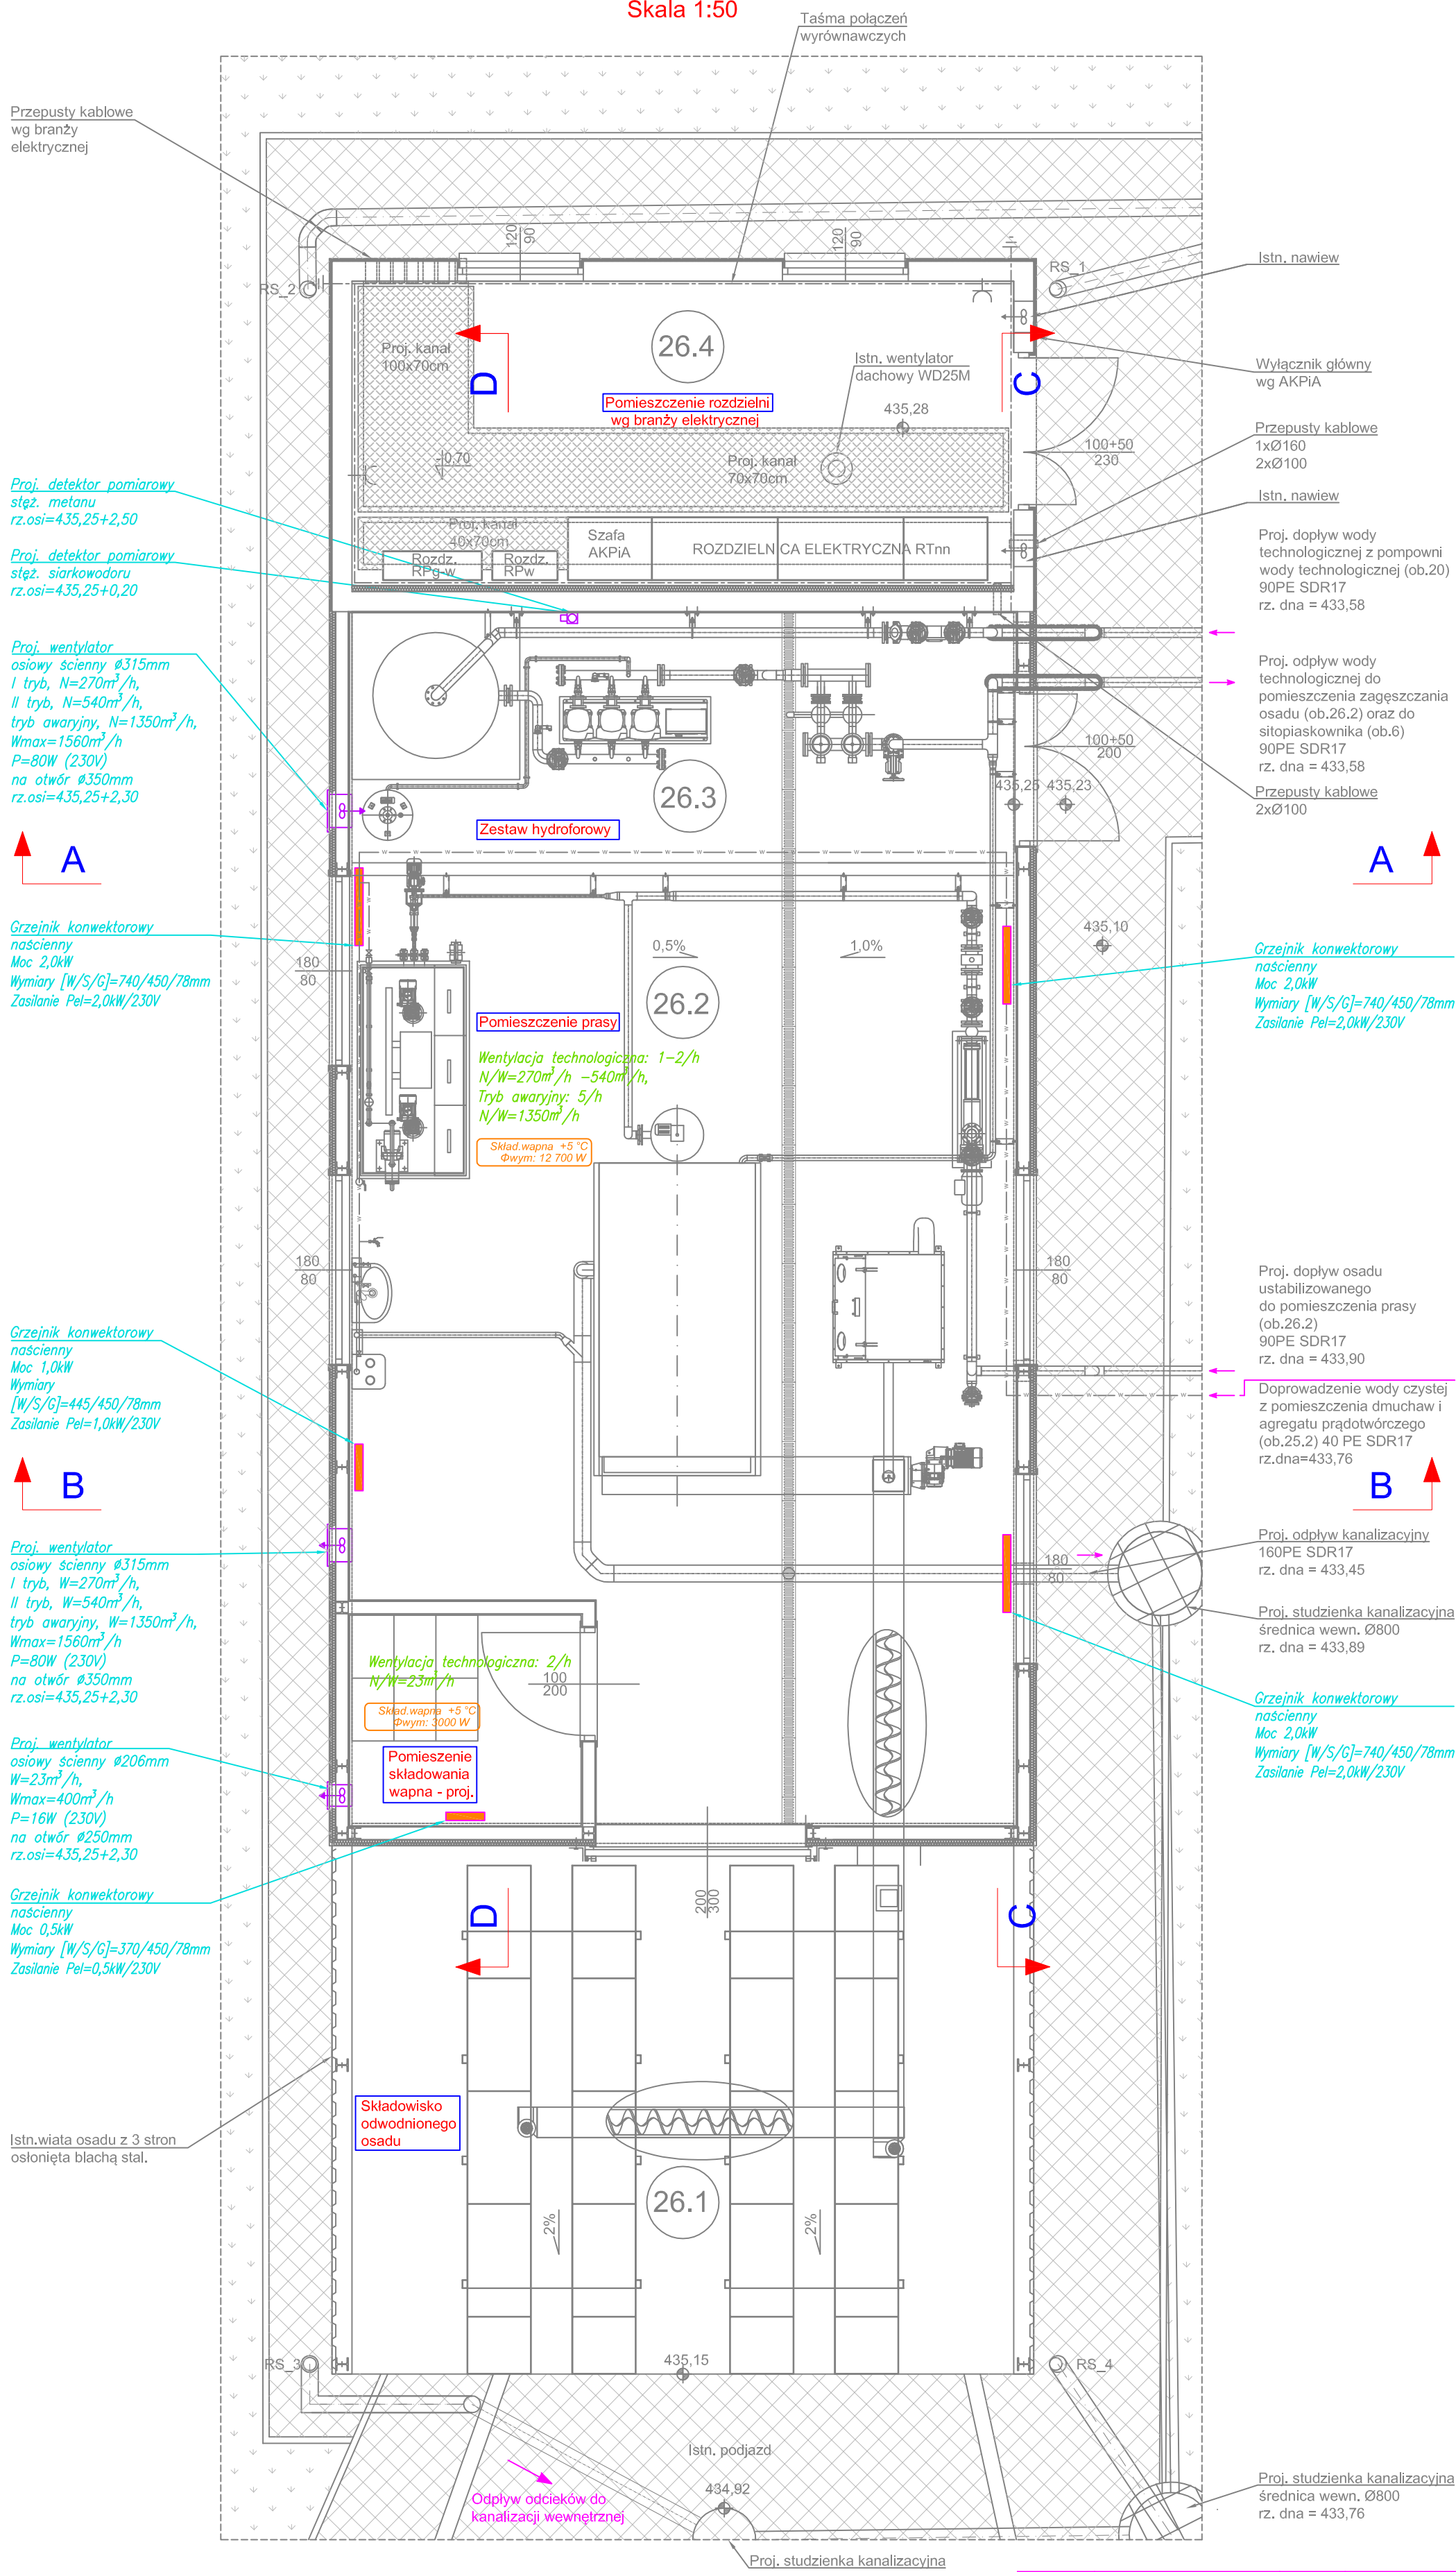 Skala 1:50
Taśma połączeń
wyrównawczych
Przepusty kablowe
wg branży
elektrycznej
120
90
120
90
RS_2
RS_1
Istn. nawiew
Proj. kanał
100x70cm
D
26.4
Pomieszczenie rozdzielni
wg branży elektrycznej
Istn. wentylator
dachowy WD25M
435,28
C
Wyłącznik główny
wg AKPiA
Przepusty kablowe
1xØ160
2xØ100
100+50
230
-0,70
Proj. kanał
70x70cm
Istn. nawiew
Proj. detektor pomiarowy
stęż. metanu
rz.osi=435,25+2,50
Proj. kanał
40x70cm
Rozdz.
RPg-w
Rozdz.
RPw
Szafa
AKPiA
ROZDZIELNICA ELEKTRYCZNA RTnn
Proj. detektor pomiarowy
stęż. siarkowodoru
rz.osi=435,25+0,20
Proj. dopływ wody
technologicznej z pompowni
wody technologicznej (ob.20)
90PE SDR17
rz. dna = 433,58
Proj. wentylator
osiowy ścienny ø315mm
I tryb, N=270m³/h,
II tryb, N=540m³/h,
tryb awaryjny, N=1350m³/h,
Wmax=1560m³/h
P=80W (230V)
na otwór ø350mm
rz.osi=435,25+2,30
Proj. odpływ wody
technologicznej do
pomieszczenia zagęszczania
osadu (ob.26.2) oraz do
sitopiaskownika (ob.6)
90PE SDR17
rz. dna = 433,58
100+50
200
435,25
435,23
Przepusty kablowe
2xØ100
26.3
Zestaw hydroforowy
A
A
Grzejnik konwektorowy
naścienny
Moc 2,0kW
Wymiary [W/S/G]=740/450/78mm
Zasilanie Pel=2,0kW/230V
180
80
0,5%
1,0%
435,10
Grzejnik konwektorowy
naścienny
Moc 2,0kW
Wymiary [W/S/G]=740/450/78mm
Zasilanie Pel=2,0kW/230V
26.2
Pomieszczenie prasy
Wentylacja technologiczna: 1-2/h
N/W=270m³/h -540m³/h,
Tryb awaryjny: 5/h
N/W=1350m³/h
Skład.wapna +5 °C
Φwym: 12 700 W
180
80
180
80
Proj. dopływ osadu
ustabilizowanego
do pomieszczenia prasy
(ob.26.2)
90PE SDR17
rz. dna = 433,90
Grzejnik konwektorowy
naścienny
Moc 1,0kW
Wymiary
[W/S/G]=445/450/78mm
Zasilanie Pel=1,0kW/230V
Doprowadzenie wody czystej
z pomieszczenia dmuchaw i
agregatu prądotwórczego
(ob.25.2) 40 PE SDR17
rz.dna=433,76
B
B
Proj. wentylator
osiowy ścienny ø315mm
I tryb, W=270m³/h,
II tryb, W=540m³/h,
tryb awaryjny, W=1350m³/h,
Wmax=1560m³/h
P=80W (230V)
na otwór ø350mm
rz.osi=435,25+2,30
180
80
Proj. odpływ kanalizacyjny
160PE SDR17
rz. dna = 433,45
Proj. studzienka kanalizacyjna
średnica wewn. Ø800
rz. dna = 433,89
Wentylacja technologiczna: 2/h
N/W=23m³/h
100
200
Skład.wapna +5 °C
Φwym: 3000 W
Pomieszenie
składowania
wapna - proj.
Grzejnik konwektorowy
naścienny
Moc 2,0kW
Wymiary [W/S/G]=740/450/78mm
Zasilanie Pel=2,0kW/230V
Proj. wentylator
osiowy ścienny ø206mm
W=23m³/h,
Wmax=400m³/h
P=16W (230V)
na otwór ø250mm
rz.osi=435,25+2,30
Grzejnik konwektorowy
naścienny
Moc 0,5kW
Wymiary [W/S/G]=370/450/78mm
Zasilanie Pel=0,5kW/230V
D
200
300
C
Składowisko
odwodnionego
osadu
Istn.wiata osadu z 3 stron
osłonięta blachą stal.
26.1
2%
2%
RS_3
435,15
RS_4
Istn. podjazd
434,92
Odpływ odcieków do
kanalizacji wewnętrznej
Proj. studzienka kanalizacyjna
średnica wewn. Ø800
rz. dna = 433,76
Proj. studzienka kanalizacyjna